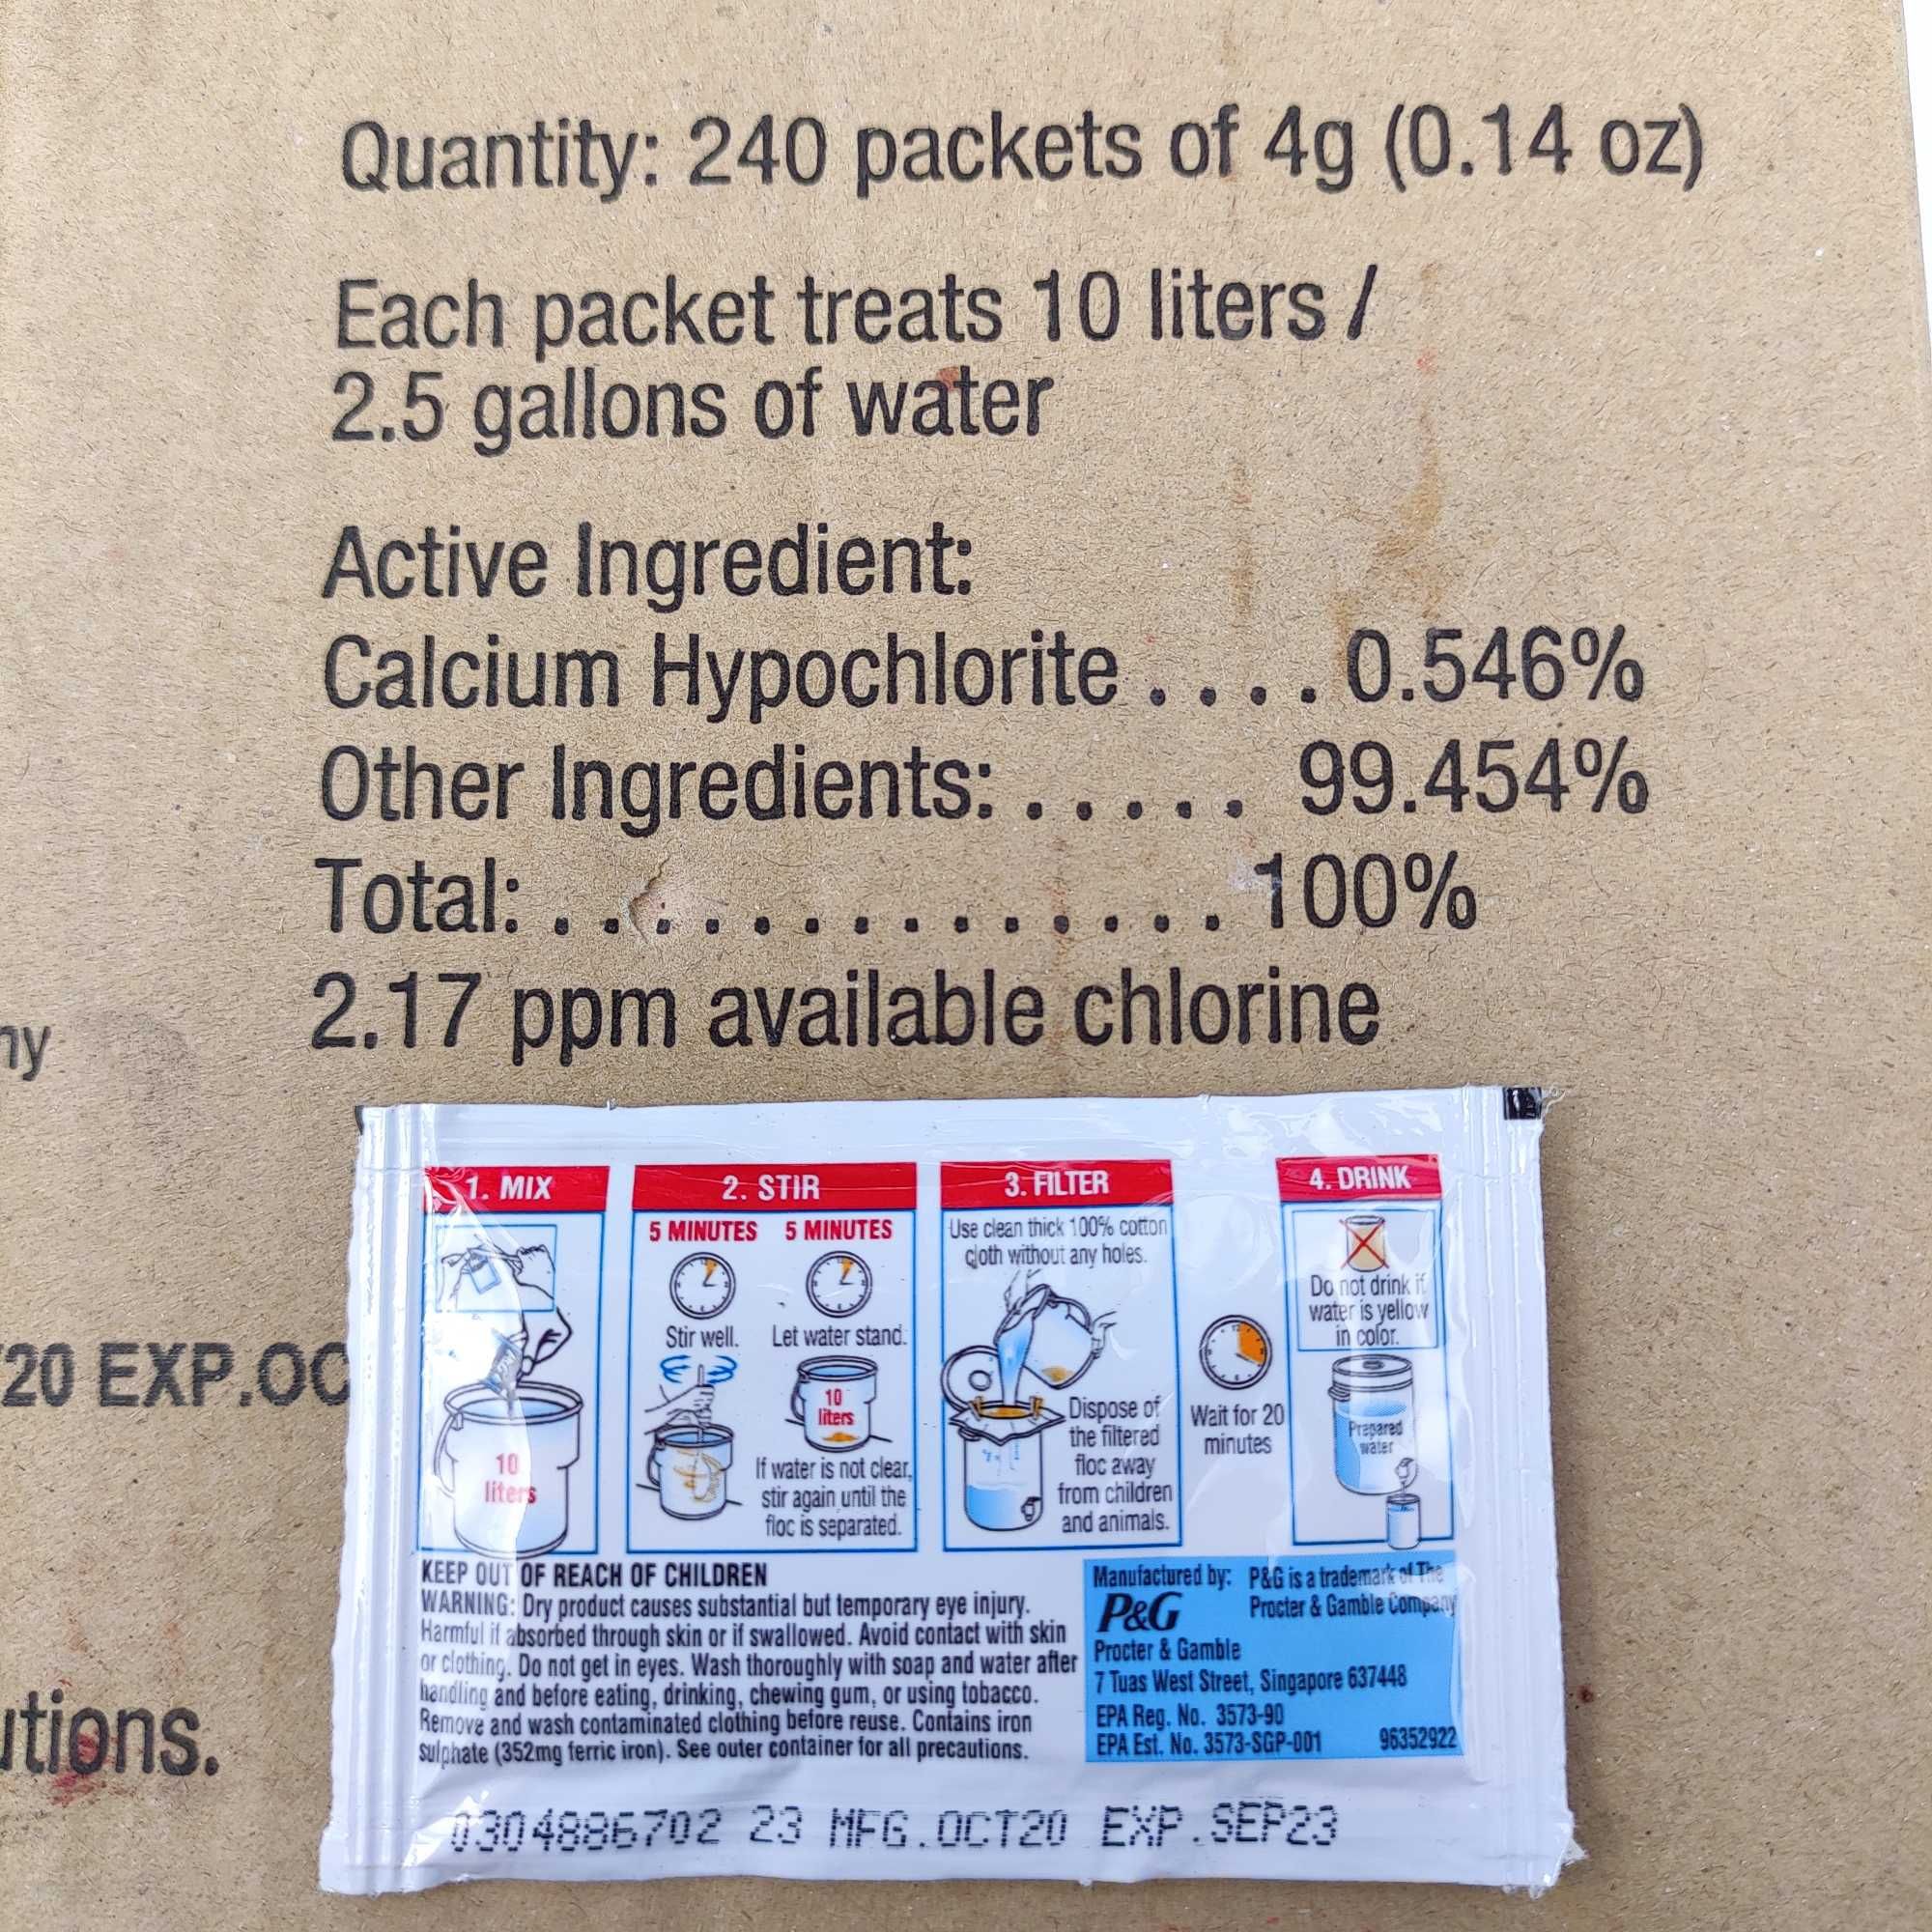 Quantity: 240 packets of 4g (0.14 oz)
Each packet treats 10 liters /
2.5 gallons of water
Active Ingredient:
Calcium Hypochlorite . . . . 0.546%
Other Ingredients: . . . . . 99.454%
Total: . . . . . . . . . . . . . . 100%
2.17 ppm available chlorine
ny
20 EXP.OC
utions.
1. MIX
10
liters
2. STIR
5 MINUTES 5 MINUTES
Stir well. Let water stand.
10
liters
If water is not clear,
stir again until the
floc is separated.
3. FILTER
Use clean thick 100% cotton
cloth without any holes.
Dispose of
the filtered
floc away
from children
and animals.
Wait for 20
minutes
4. DRINK
Do not drink if
water is yellow
in color.
Prepared
water
KEEP OUT OF REACH OF CHILDREN
WARNING: Dry product causes substantial but temporary eye injury.
Harmful if absorbed through skin or if swallowed. Avoid contact with skin
or clothing. Do not get in eyes. Wash thoroughly with soap and water after
handling and before eating, drinking, chewing gum, or using tobacco.
Remove and wash contaminated clothing before reuse. Contains iron
sulphate (352mg ferric iron). See outer container for all precautions.
Manufactured by:
P&G
P&G is a trademark of The
Procter & Gamble Company
Procter & Gamble
7 Tuas West Street, Singapore 637448
EPA Reg. No. 3573-90
EPA Est. No. 3573-SGP-001 96352922
0304886702 23 MFG.OCT20 EXP.SEP23